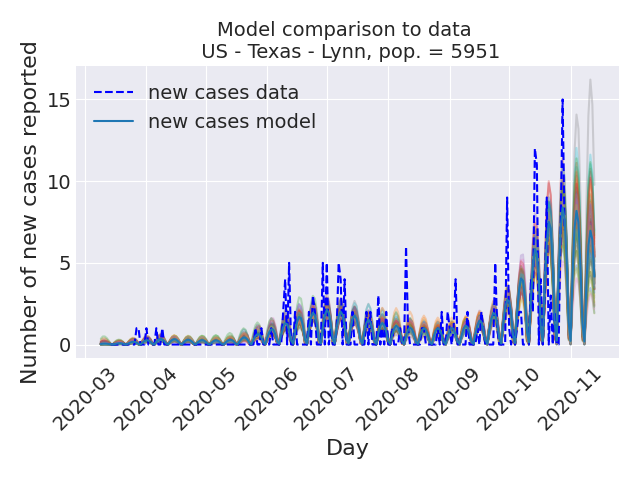 Model comparison to data
US - Texas - Lynn, pop. = 5951
Number of new cases reported
15
10
5
0
new cases data
new cases model
2020-03
2020-04
2020-05
2020-06
2020-07
2020-08
2020-09
2020-10
2020-11
Day